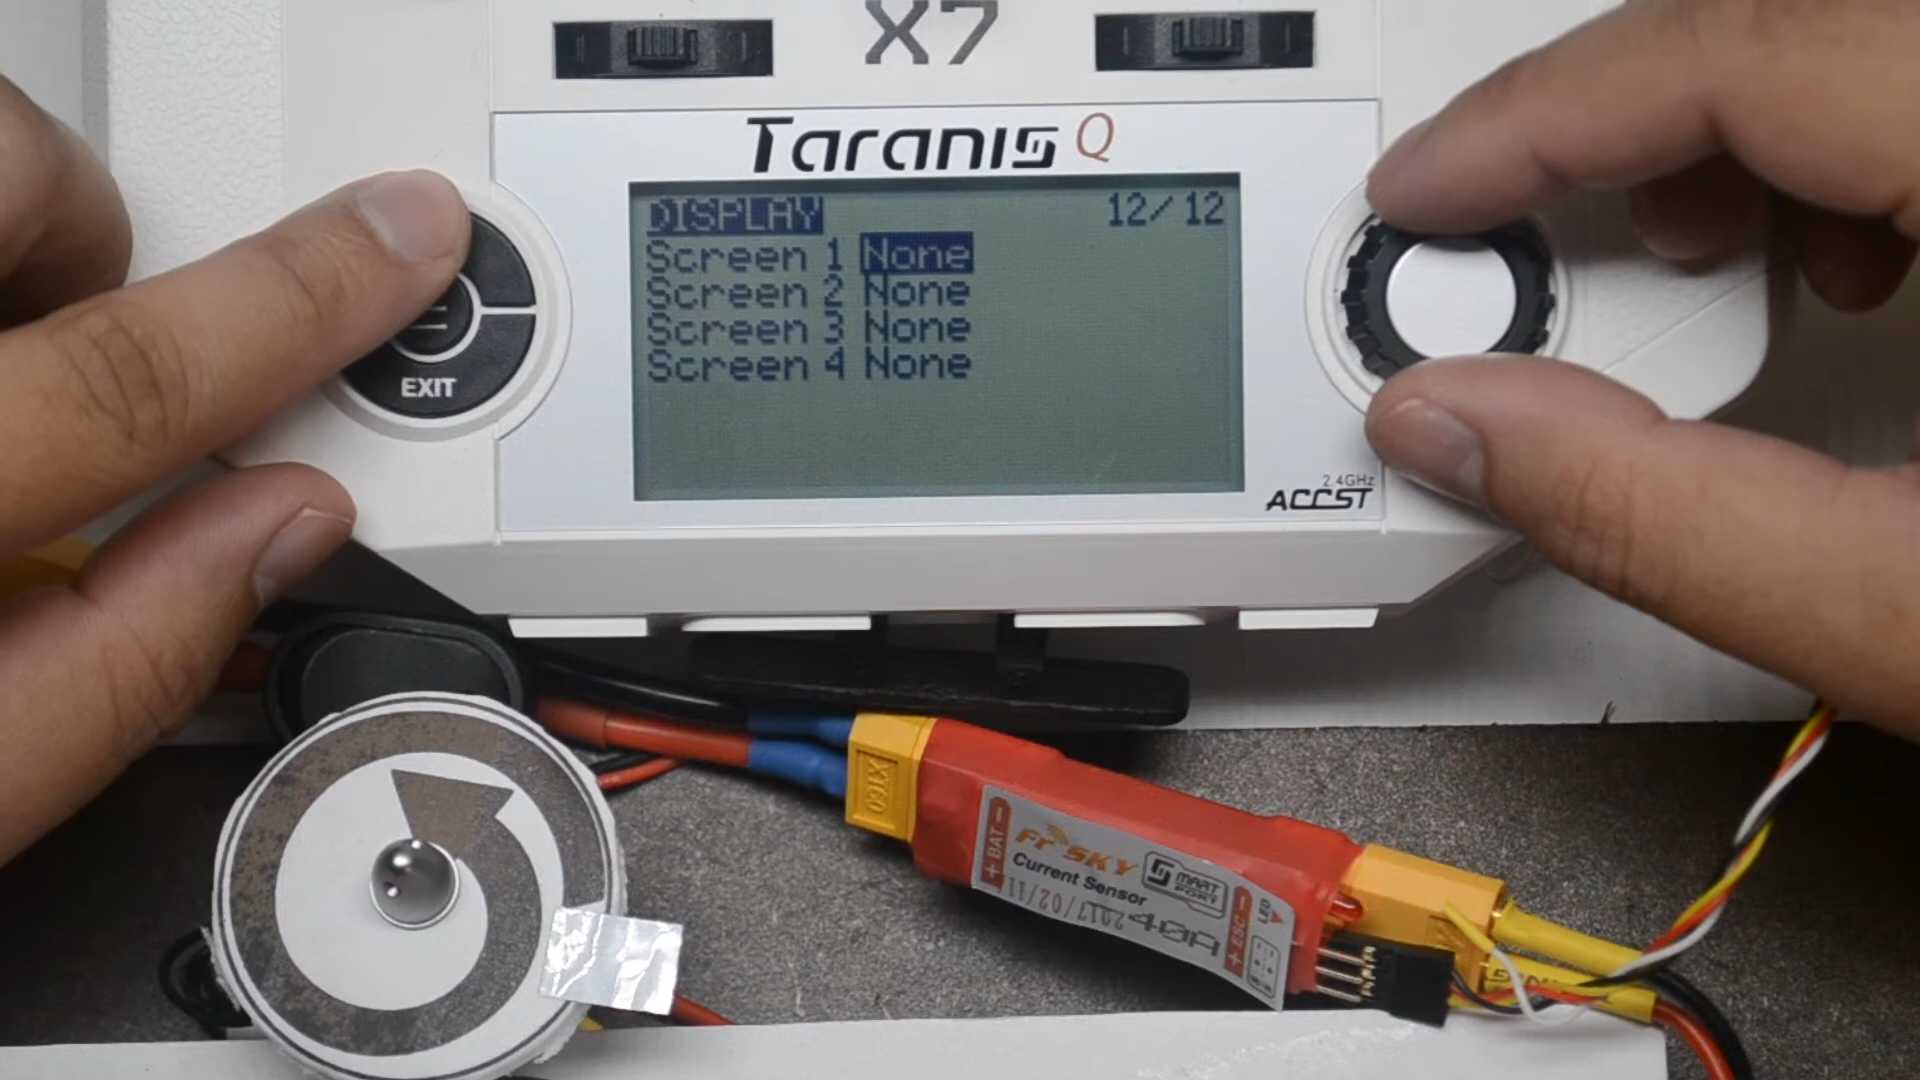 X7
Taranis Q
DISPLAY 12/12
Screen 1 None
Screen 2 None
Screen 3 None
Screen 4 None
EXIT
2.4GHz
ACCST
XT60
+ BAT -
FrSKY
Current Sensor
SMART PORT
2017/02/11
40A
+ ESC -
LED